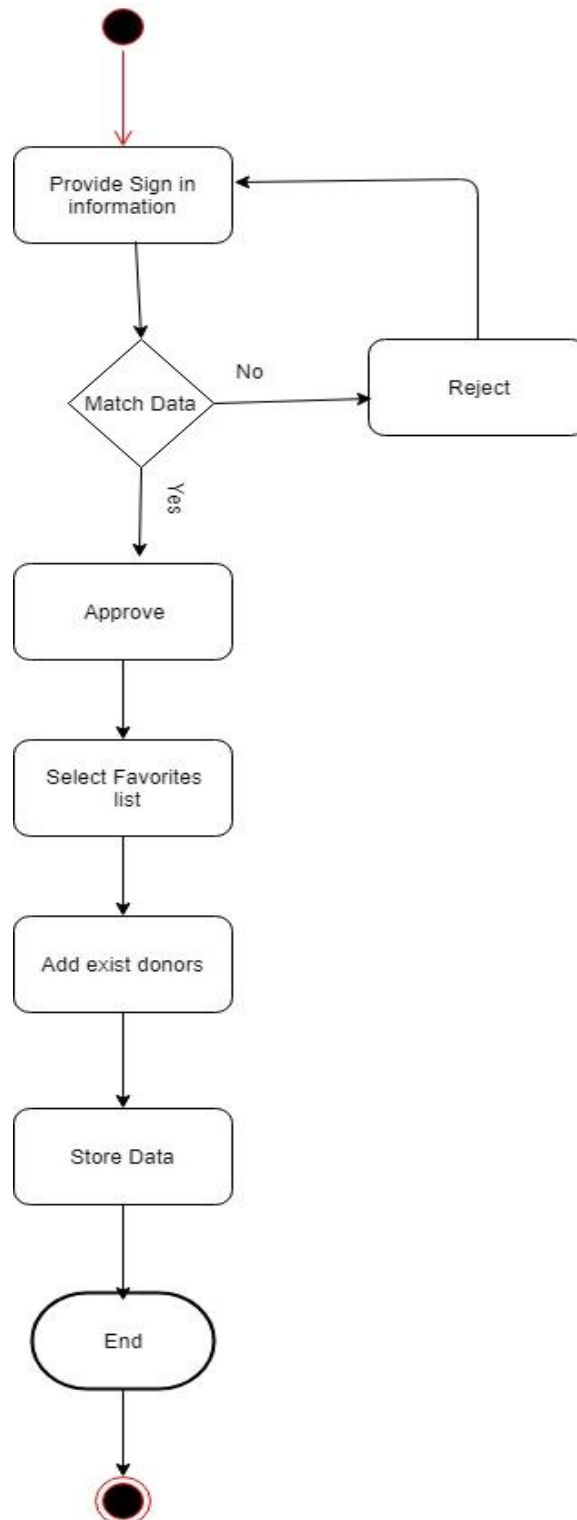 Provide Sign in
information
No
Reject
Match Data
Yes
Approve
Select Favorites
list
Add exist donors
Store Data
End